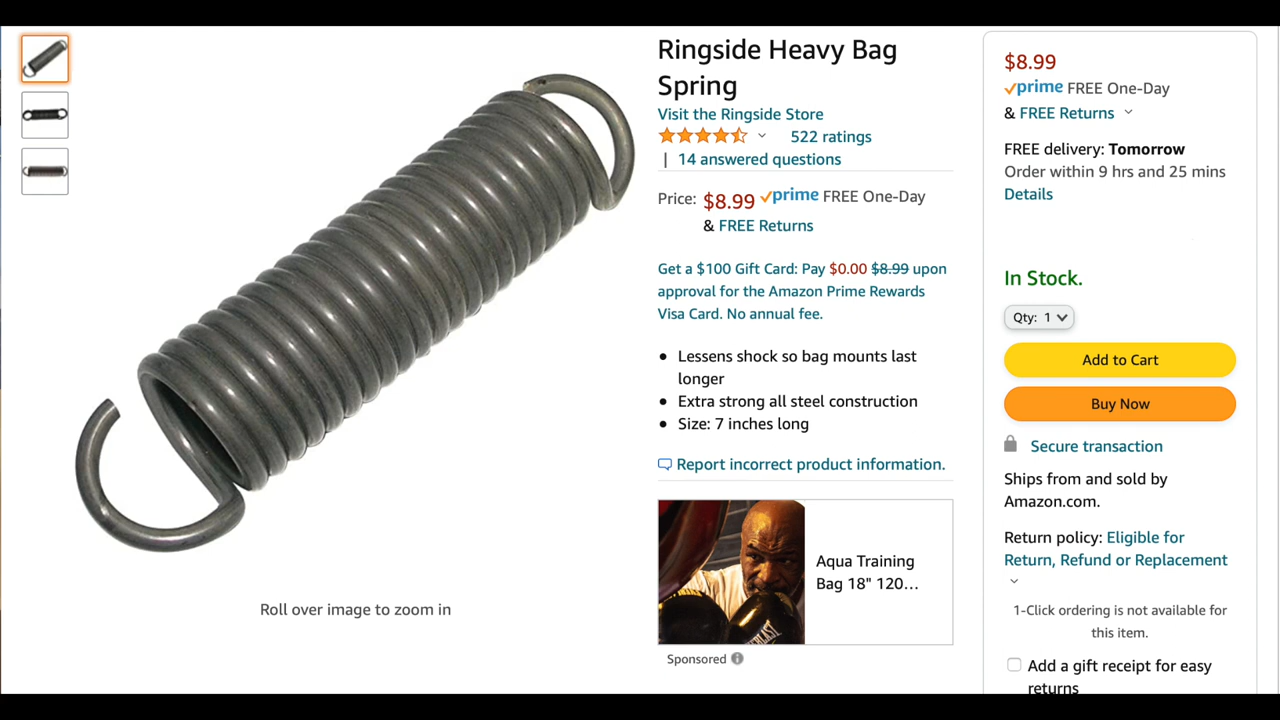 Ringside Heavy Bag
Spring
Visit the Ringside Store
522 ratings
| 14 answered questions
Price: $8.99 prime FREE One-Day
& FREE Returns
Get a $100 Gift Card: Pay $0.00 $8.99 upon
approval for the Amazon Prime Rewards
Visa Card. No annual fee.
• Lessens shock so bag mounts last
longer
• Extra strong all steel construction
• Size: 7 inches long
Report incorrect product information.
EVERLAST
Aqua Training
Bag 18" 120...
Sponsored
Roll over image to zoom in
$8.99
prime FREE One-Day
& FREE Returns
FREE delivery: Tomorrow
Order within 9 hrs and 25 mins
Details
In Stock.
Qty: 1
Add to Cart
Buy Now
Secure transaction
Ships from and sold by
Amazon.com.
Return policy: Eligible for
Return, Refund or Replacement
1-Click ordering is not available for
this item.
Add a gift receipt for easy
returns